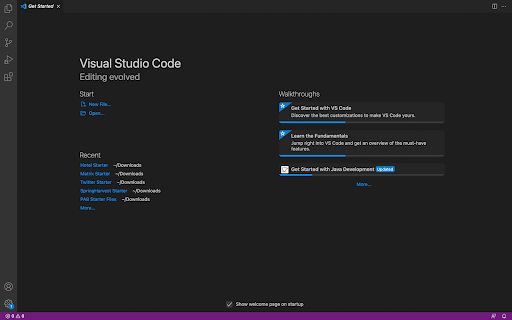 Get Started
Visual Studio Code
Editing evolved
Start
New File...
Open...
Recent
Hotel Starter ~/Downloads
Matrix Starter ~/Downloads
Twitter Starter ~/Downloads
SpringHarvest Starter ~/Downloads
PA9 Starter Files ~/Downloads
More...
Walkthroughs
Get Started with VS Code
Discover the best customizations to make VS Code yours.
Learn the Fundamentals
Jump right into VS Code and get an overview of the must-have
features.
Get Started with Java Development Updated
More...
Show welcome page on startup
1
0 0